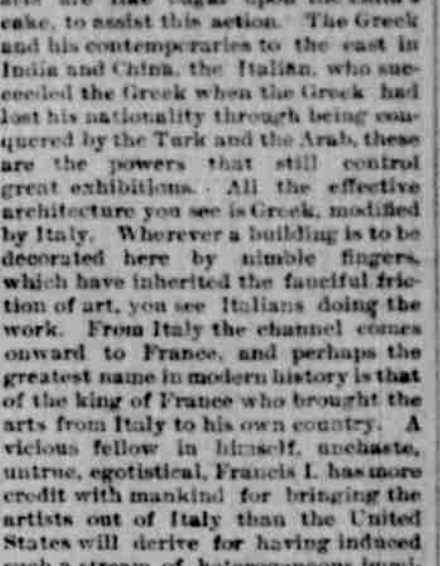 cake, to assist this action. The Greek
and his contemporaries to the east in
India and China, the Italian, who suc-
ceeded the Greek when the Greek had
lost his nationality through being con-
quered by the Turk and the Arab, these
are the powers that still control
great exhibitions. All the effective
architecture you see is Greek, modified
by Italy. Wherever a building is to be
decorated here by nimble fingers,
which have inherited the fanciful fric-
tion of art, you see Italians doing the
work. From Italy the channel comes
onward to France, and perhaps the
greatest name in modern history is that
of the king of France who brought the
arts from Italy to his own country. A
vicious fellow in himself, unchaste,
untrue, egotistical, Francis I. has more
credit with mankind for bringing the
artists out of Italy than the United
States will derive for having induced
such a stream of heterogeneous immi-